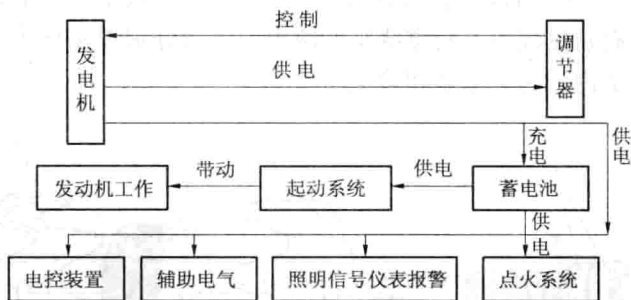 控制
发电机
调节器
供电
充电
供电
发动机工作
带动
起动系统
供电
蓄电池
供电
电控装置
辅助电气
照明信号仪表报警
点火系统